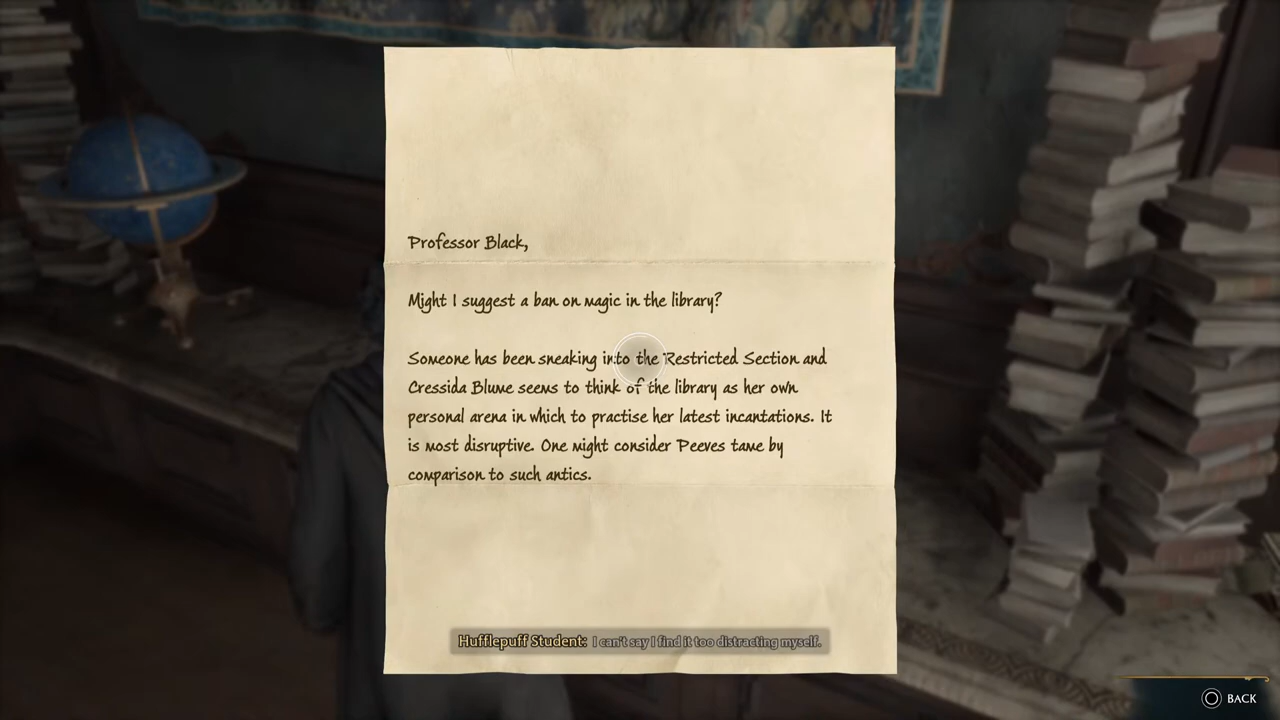 Professor Black,
Might I suggest a ban on magic in the library?
Someone has been sneaking into the Restricted Section and
Cressida Blume seems to think of the library as her own
personal arena in which to practise her latest incantations. It
is most disruptive. One might consider Peeves tame by
comparison to such antics.
Hufflepuff Student: I can't say I find it too distracting myself.
BACK